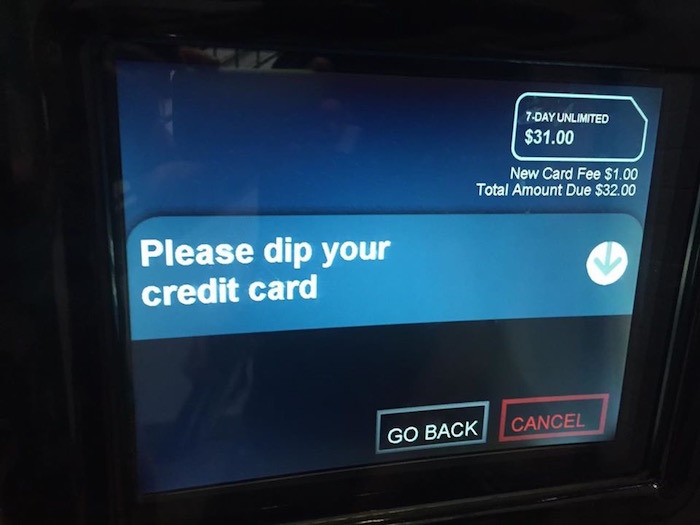 7-DAY UNLIMITED
$31.00
New Card Fee $1.00
Total Amount Due $32.00
Please dip your
credit card
GO BACK
CANCEL